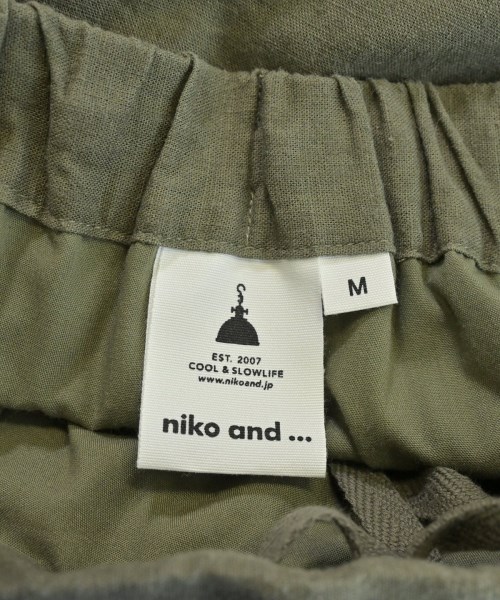 EST. 2007
COOL & SLOWLIFE
www.nikoand.jp
niko and ...
M